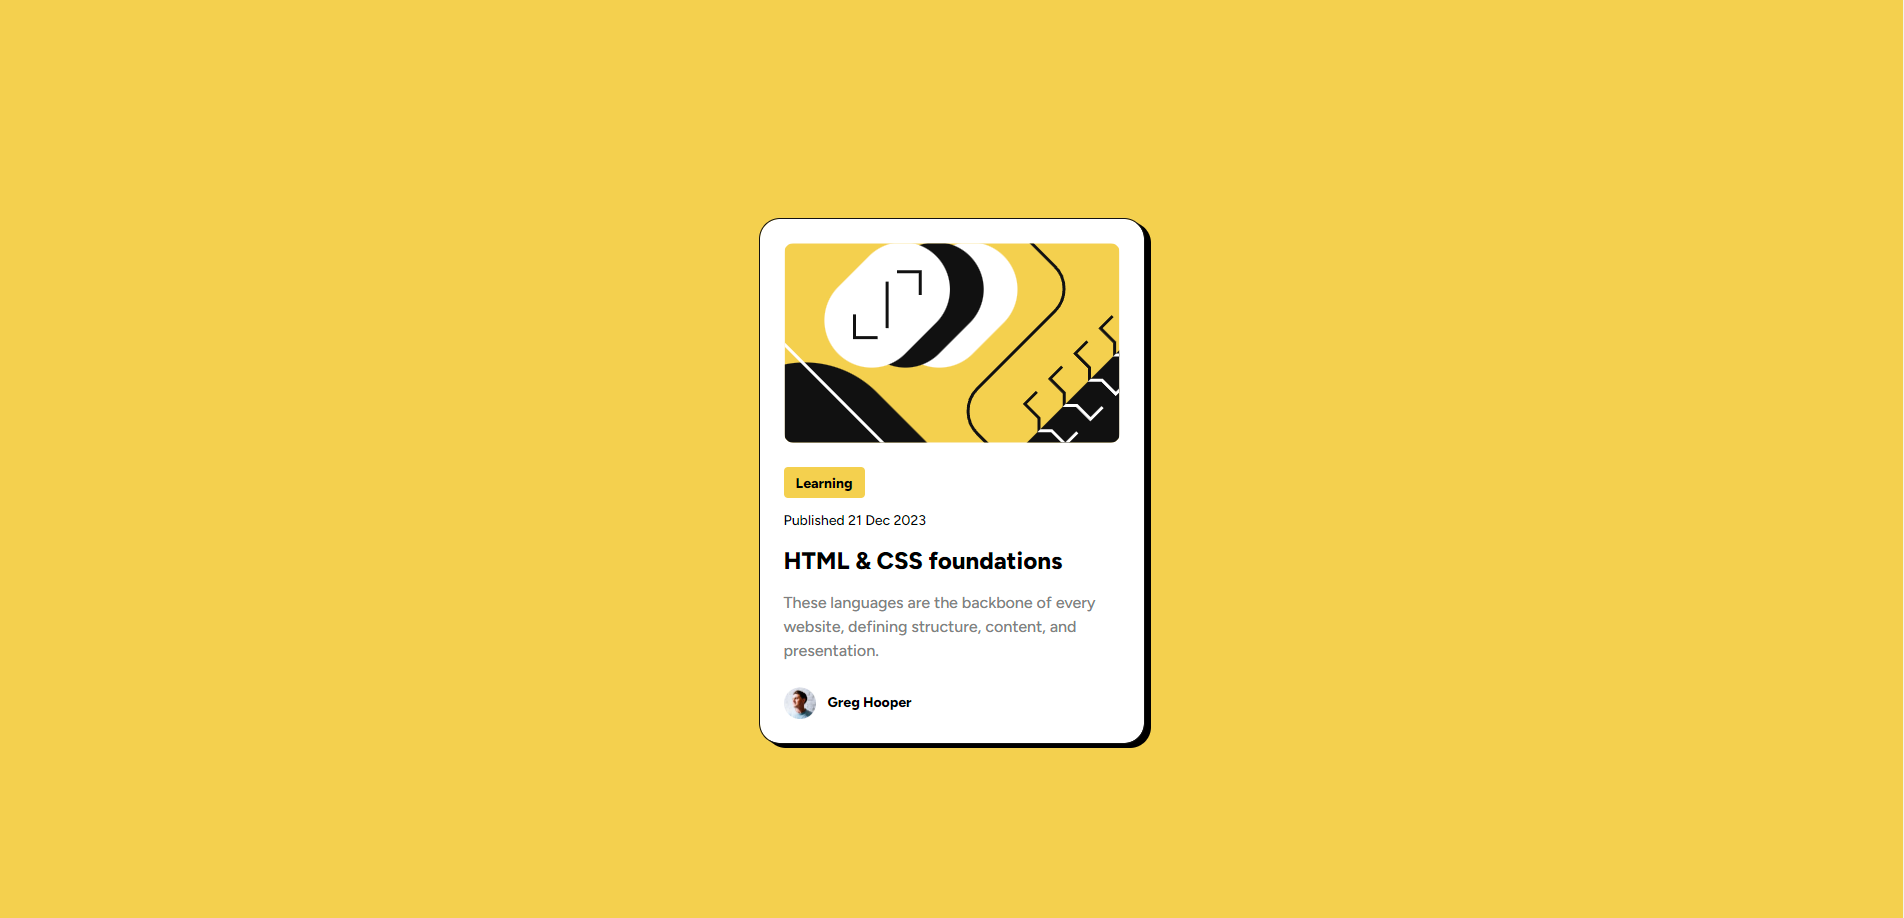 Learning
Published 21 Dec 2023
HTML & CSS foundations
These languages are the backbone of every
website, defining structure, content, and
presentation.
Greg Hooper